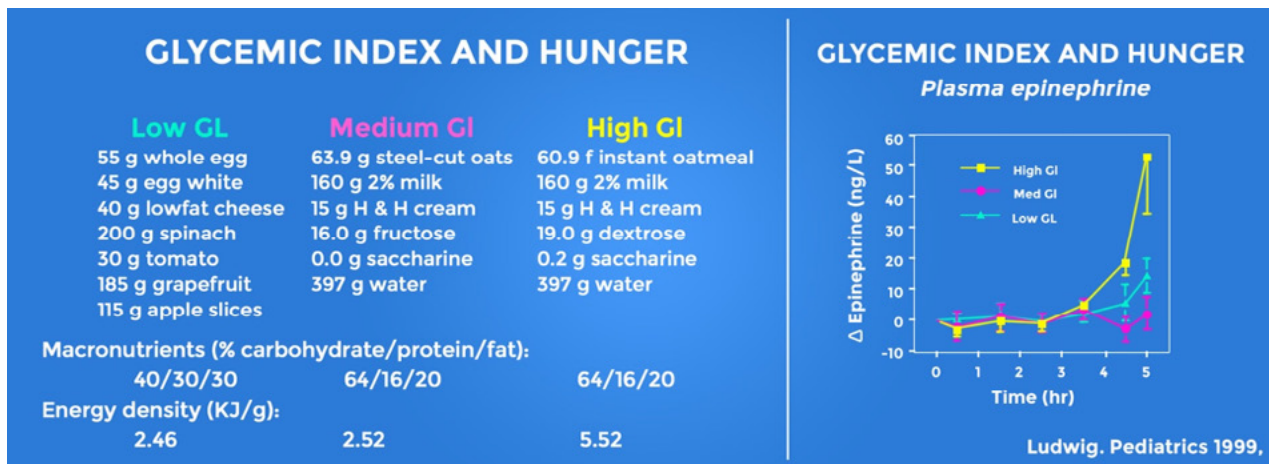 GLYCEMIC INDEX AND HUNGER
Low GL Medium Gl High Gl
55 g whole egg 63.9 g steel-cut oats 60.9 f instant oatmeal
45 g egg white 160 g 2% milk 160 g 2% milk
40 g lowfat cheese 15 g H & H cream 15 g H & H cream
200 g spinach 16.0 g fructose 19.0 g dextrose
30 g tomato 0.0 g saccharine 0.2 g saccharine
185 g grapefruit 397 g water 397 g water
115 g apple slices
Macronutrients (% carbohydrate/protein/fat):
40/30/30 64/16/20 64/16/20
Energy density (KJ/g):
2.46 2.52 5.52
GLYCEMIC INDEX AND HUNGER
Plasma epinephrine
Δ Epinephrine (ng/L)
60
50
40
30
20
10
0
-10
High Gl
Med Gl
Low GL
0 1 2 3 4 5
Time (hr)
Ludwig. Pediatrics 1999,